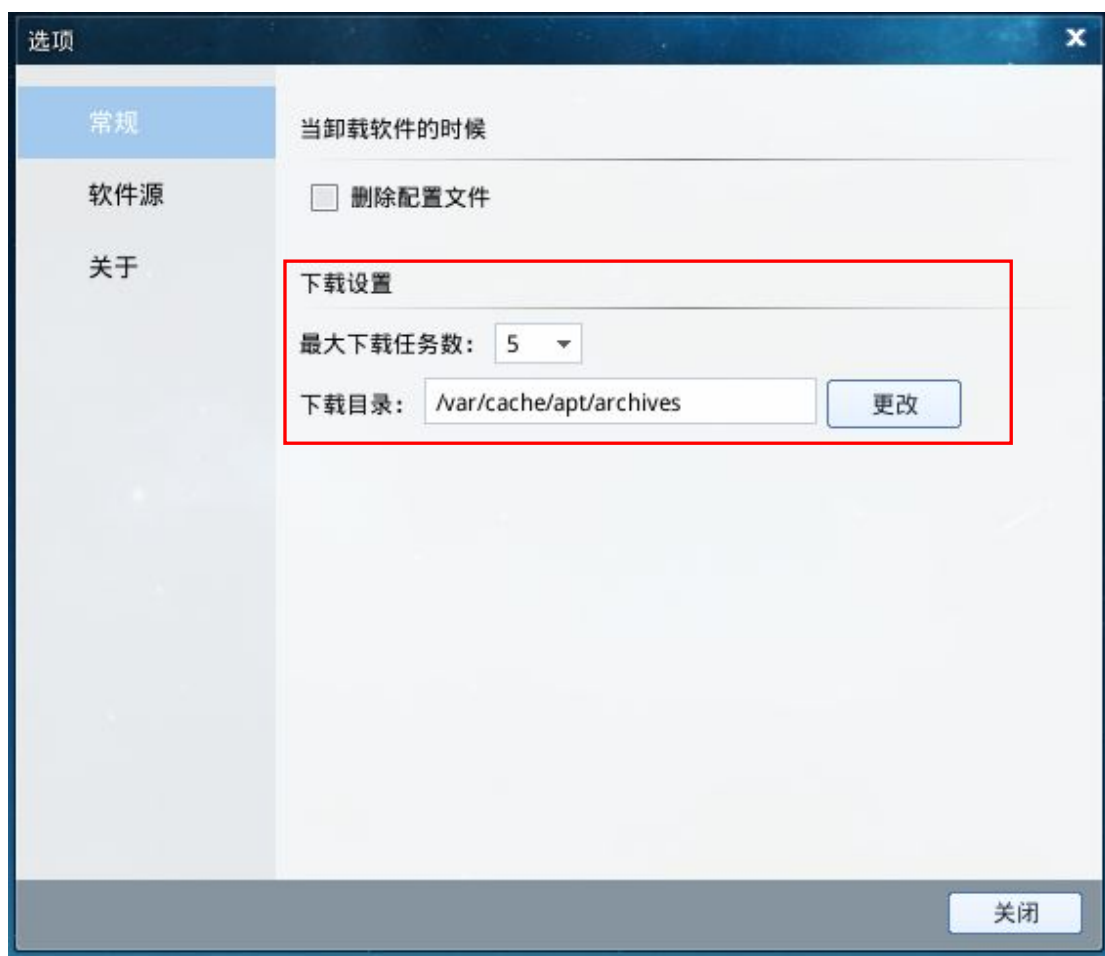 选项
常规
软件源
关于
当卸载软件的时候
删除配置文件
下载设置
最大下载任务数: 5
下载目录: /var/cache/apt/archives 更改
关闭